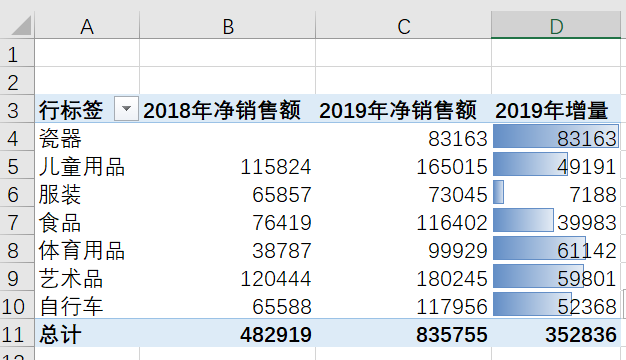 A B C D
1
2
3 行标签 2018年净销售额 2019年净销售额 2019年增量
4 瓷器 83163 83163
5 儿童用品 115824 165015 49191
6 服装 65857 73045 7188
7 食品 76419 116402 39983
8 体育用品 38787 99929 61142
9 艺术品 120444 180245 59801
10 自行车 65588 117956 52368
11 总计 482919 835755 352836